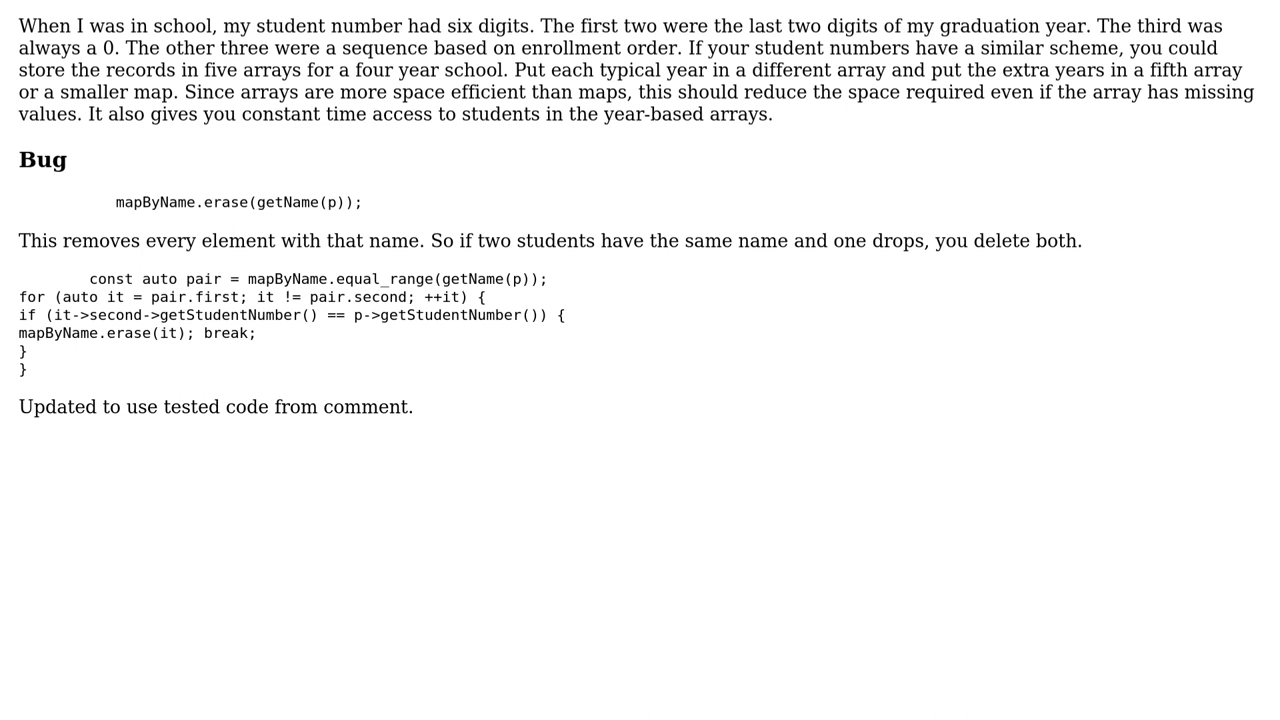 When I was in school, my student number had six digits. The first two were the last two digits of my graduation year. The third was
always a 0. The other three were a sequence based on enrollment order. If your student numbers have a similar scheme, you could
store the records in five arrays for a four year school. Put each typical year in a different array and put the extra years in a fifth array
or a smaller map. Since arrays are more space efficient than maps, this should reduce the space required even if the array has missing
values. It also gives you constant time access to students in the year-based arrays.
Bug
mapByName.erase(getName(p));
This removes every element with that name. So if two students have the same name and one drops, you delete both.
const auto pair = mapByName.equal_range(getName(p));
for (auto it = pair.first; it != pair.second; ++it) {
if (it->second->getStudentNumber() == p->getStudentNumber()) {
mapByName.erase(it); break;
}
}
Updated to use tested code from comment.